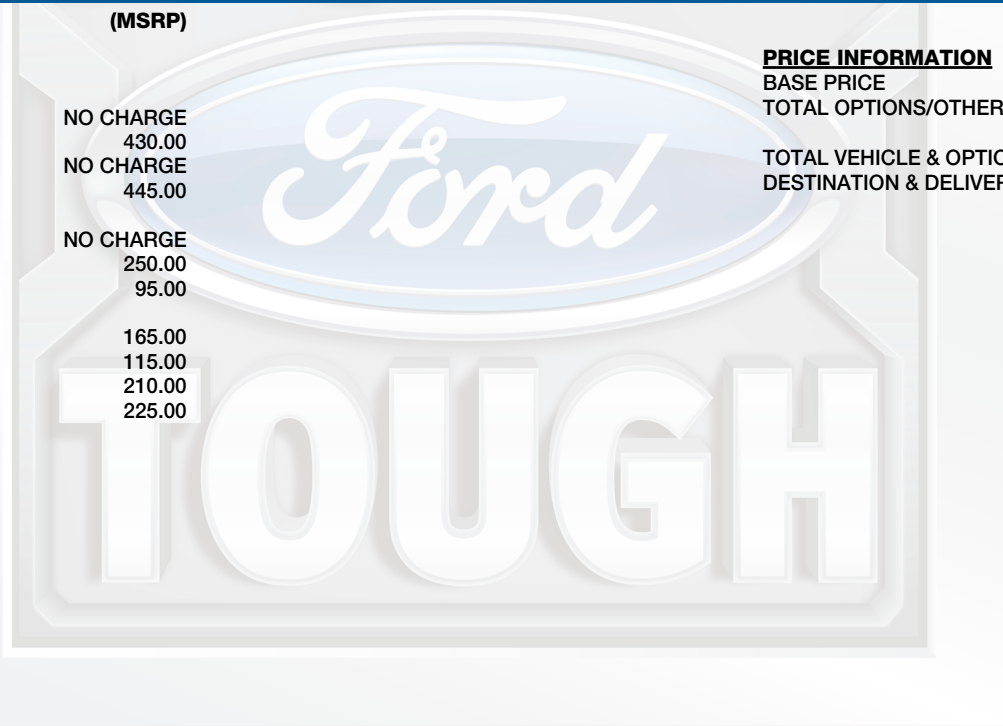 (MSRP)
NO CHARGE
430.00
NO CHARGE
445.00
NO CHARGE
250.00
95.00
165.00
115.00
210.00
225.00
PRICE INFORMATION
BASE PRICE
TOTAL OPTIONS/OTHER
TOTAL VEHICLE & OPTIO
DESTINATION & DELIVER
Ford
TOUGH